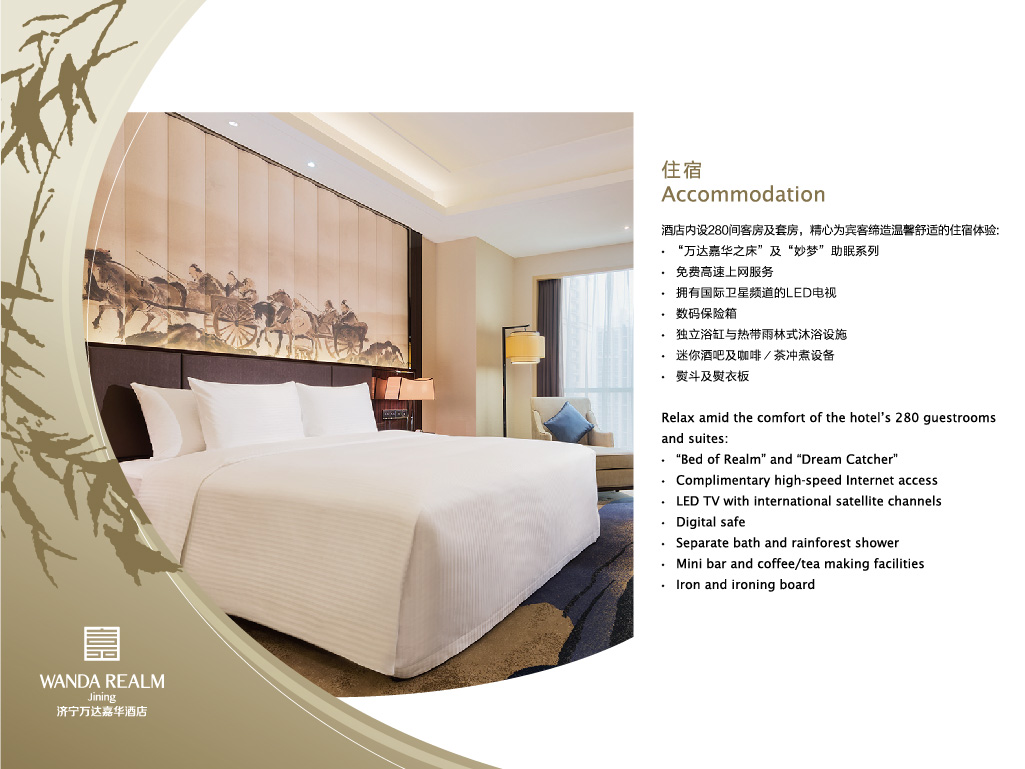 住宿
Accommodation
酒店内设280间客房及套房，精心为宾客缔造温馨舒适的住宿体验:
· “万达嘉华之床”及“妙梦”助眠系列
· 免费高速上网服务
· 拥有国际卫星频道的LED电视
· 数码保险箱
· 独立浴缸与热带雨林式沐浴设施
· 迷你酒吧及咖啡／茶冲煮设备
· 熨斗及熨衣板
Relax amid the comfort of the hotel's 280 guestrooms
and suites:
· “Bed of Realm” and “Dream Catcher”
· Complimentary high-speed Internet access
· LED TV with international satellite channels
· Digital safe
· Separate bath and rainforest shower
· Mini bar and coffee/tea making facilities
· Iron and ironing board
WANDA REALM
Jining
济宁万达嘉华酒店